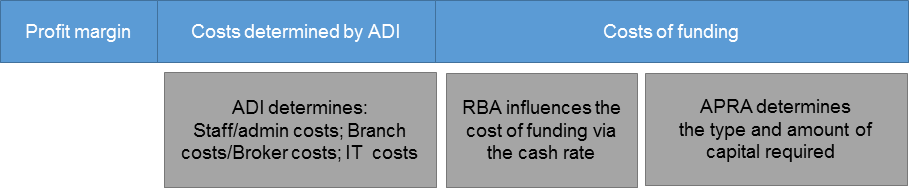 Profit margin
Costs determined by ADI
Costs of funding
ADI determines:
Staff/admin costs; Branch
costs/Broker costs; IT  costs
RBA influences the
cost of funding via
the cash rate
APRA determines
the type and amount of
capital required